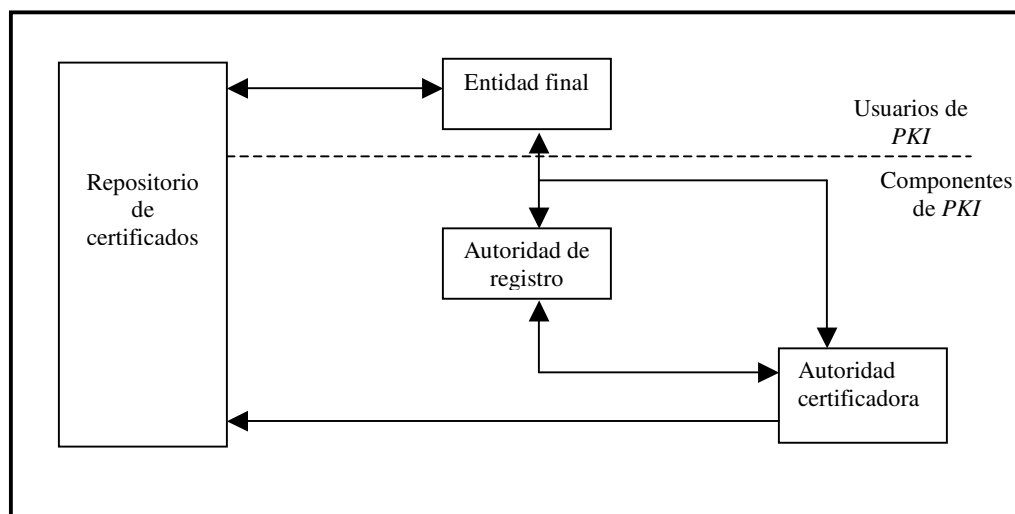 Entidad final
Usuarios de
PKI
Repositorio
de
certificados
Componentes
de PKI
Autoridad de
registro
Autoridad
certificadora